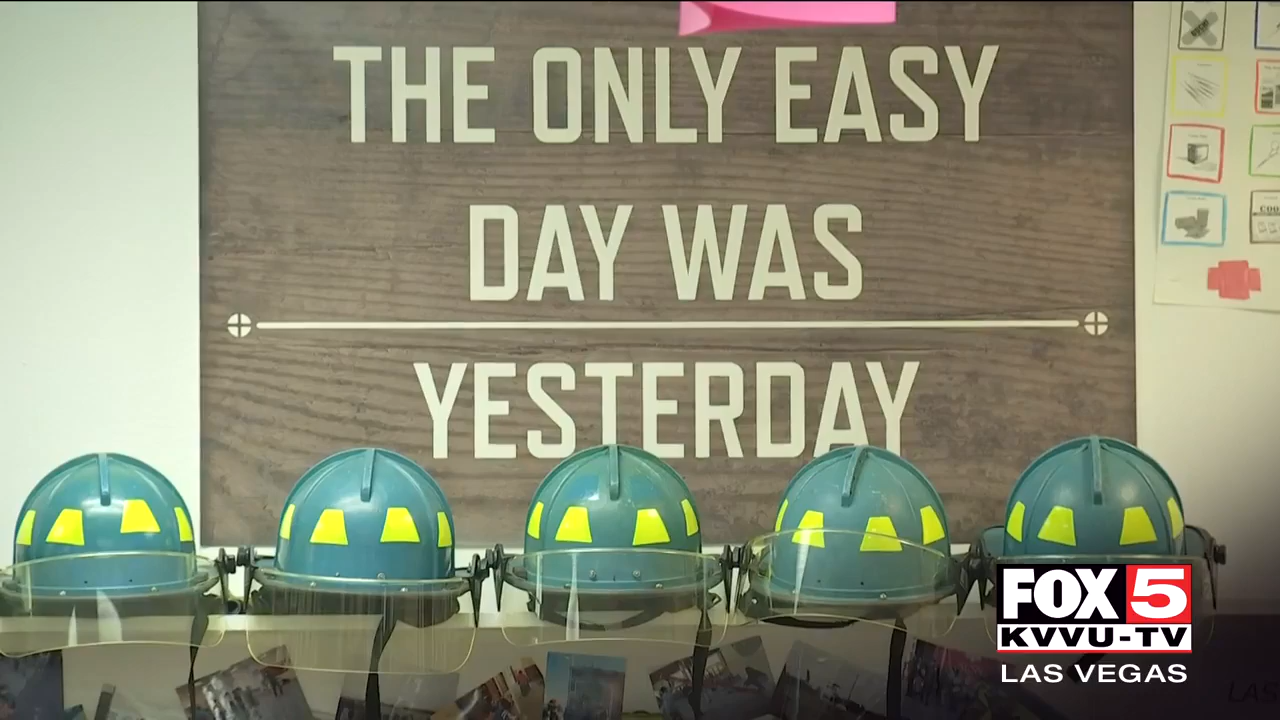 THE ONLY EASY
DAY WAS
YESTERDAY
FOX 5
KVVU-TV
LAS VEGAS